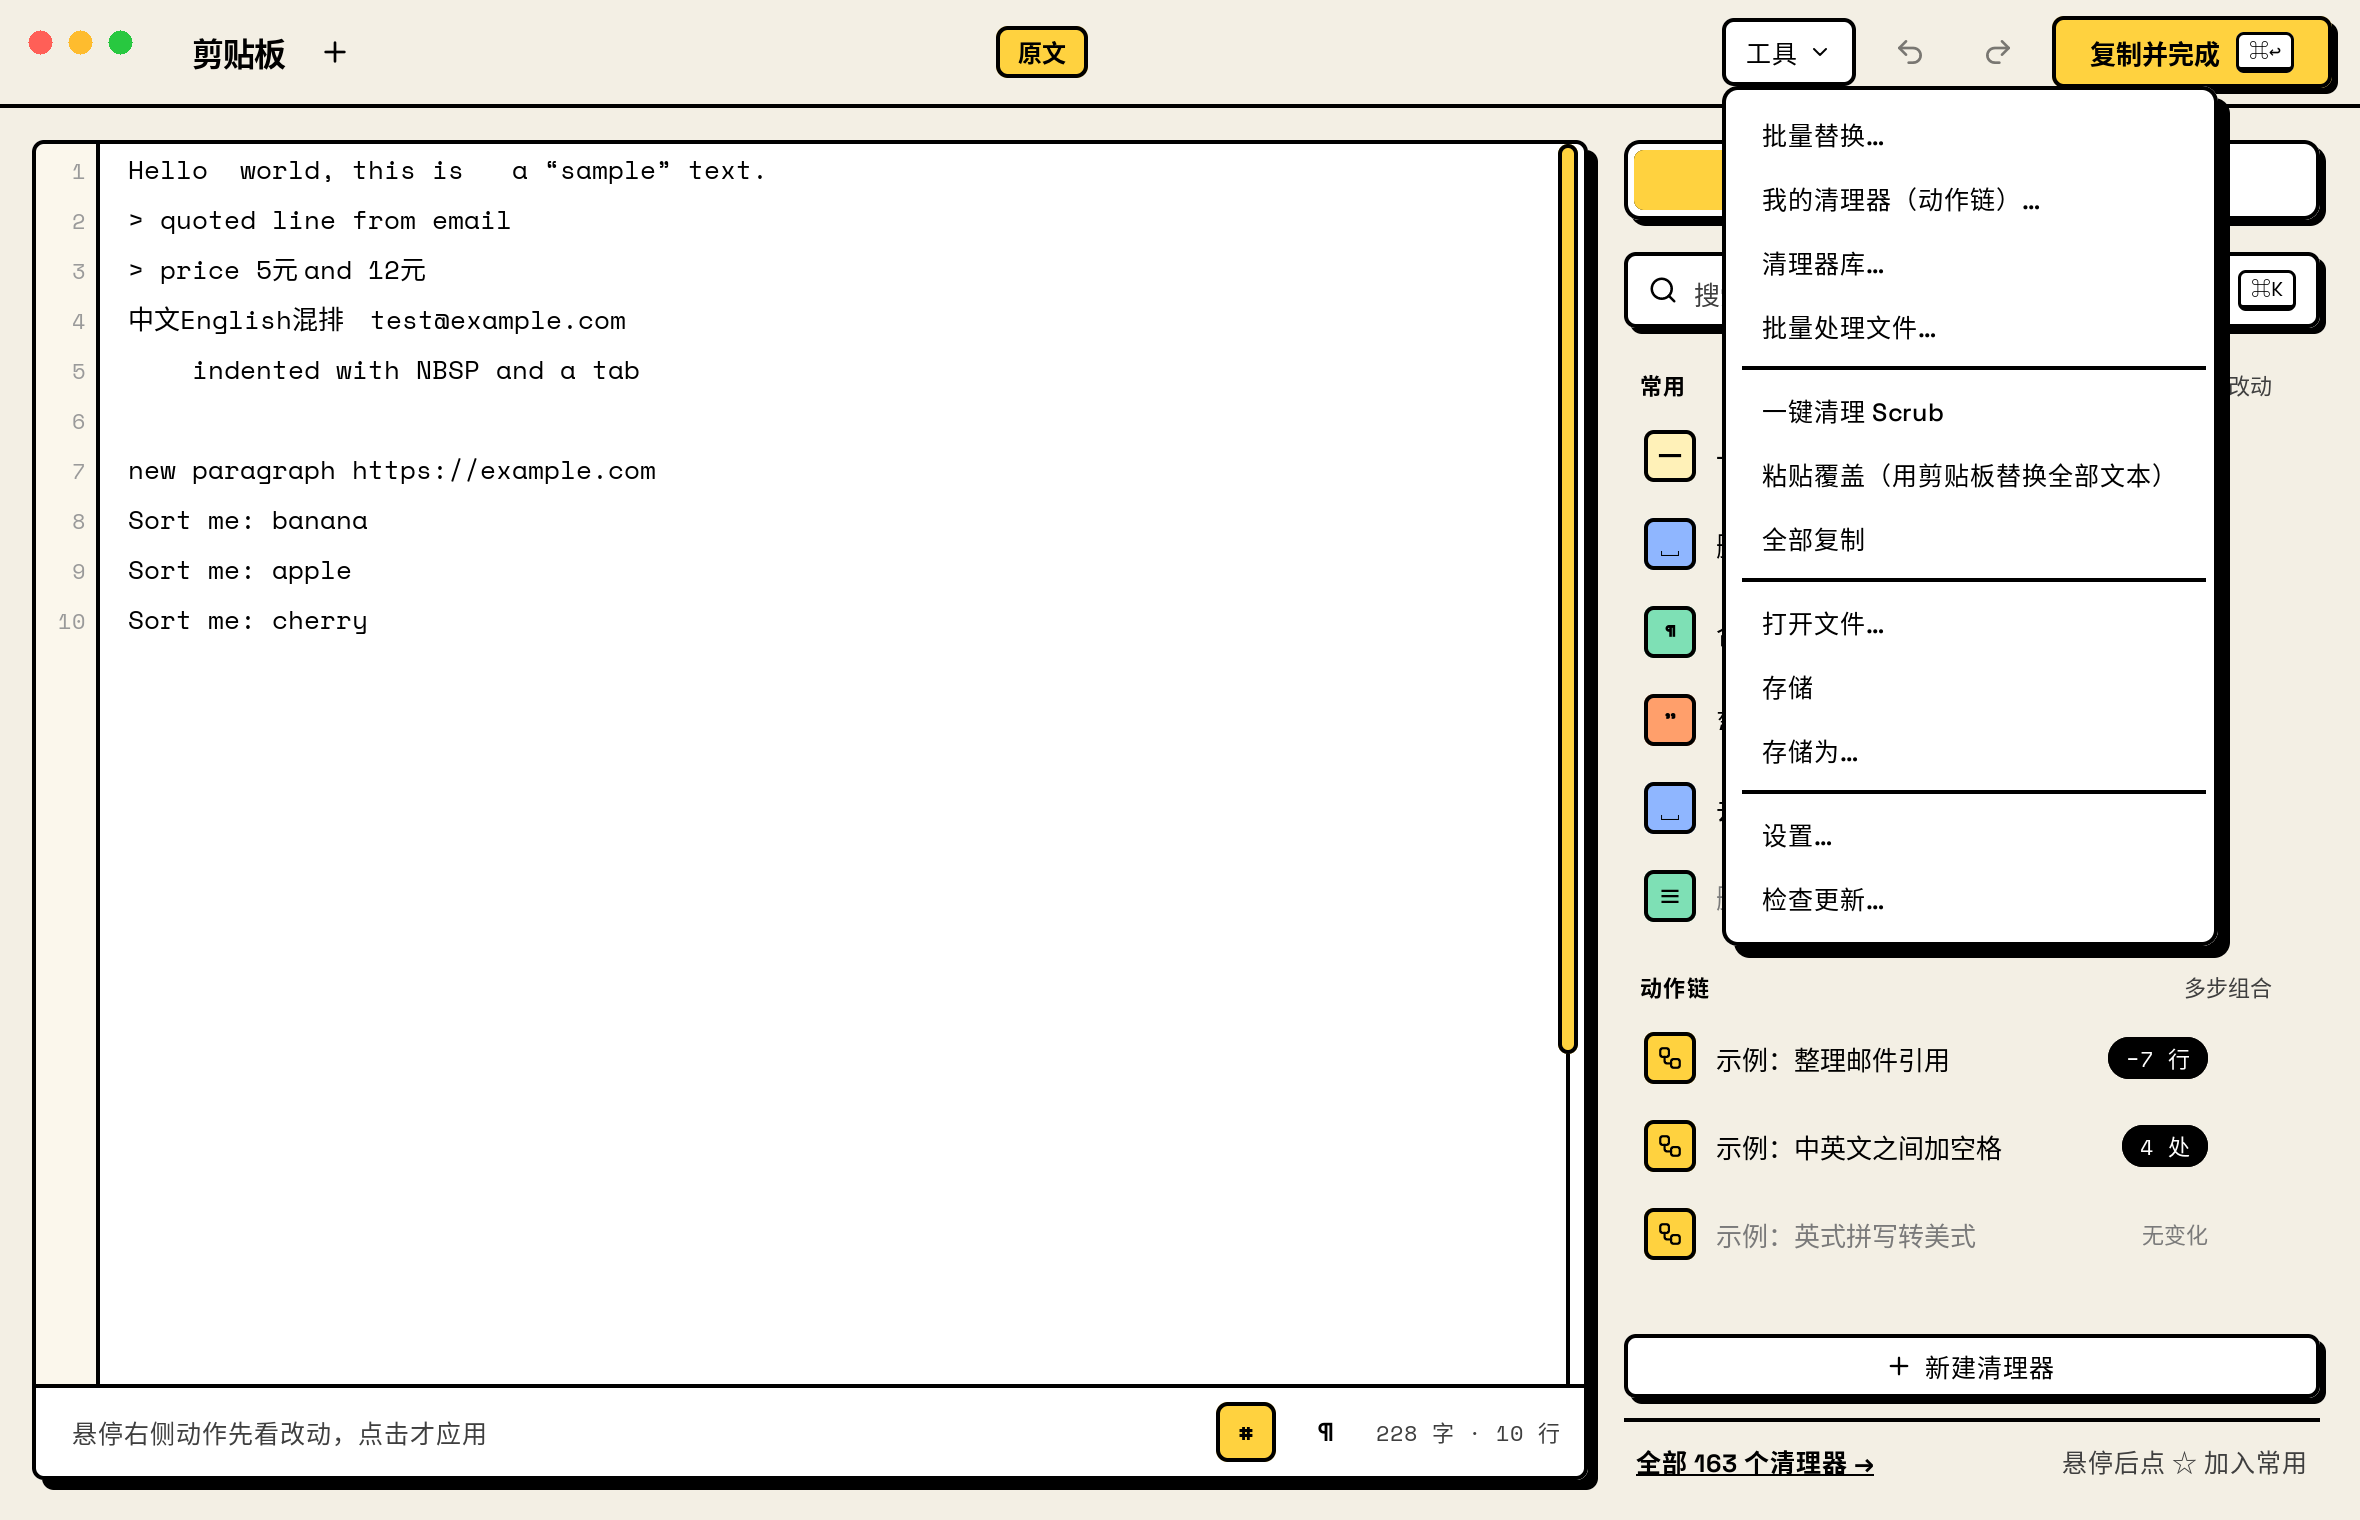 剪贴板 +
原文
工具
复制并完成 ⌘↩
1 Hello  world, this is   a “sample” text.
2 > quoted line from email
3 > price 5元 and 12元
4 中文English混排  test@example.com
5     indented with NBSP and a tab
6
7 new paragraph https://example.com
8 Sort me: banana
9 Sort me: apple
10 Sort me: cherry
悬停右侧动作先看改动，点击才应用
# ¶ 228 字 · 10 行
批量替换…
我的清理器（动作链）…
清理器库…
批量处理文件…
一键清理 Scrub
粘贴覆盖（用剪贴板替换全部文本）
全部复制
打开文件…
存储
存储为…
设置…
检查更新…
搜 ⌘K
常用 改动
动作链 多步组合
示例：整理邮件引用 -7 行
示例：中英文之间加空格 4 处
示例：英式拼写转美式 无变化
+ 新建清理器
全部 163 个清理器 → 悬停后点 ☆ 加入常用